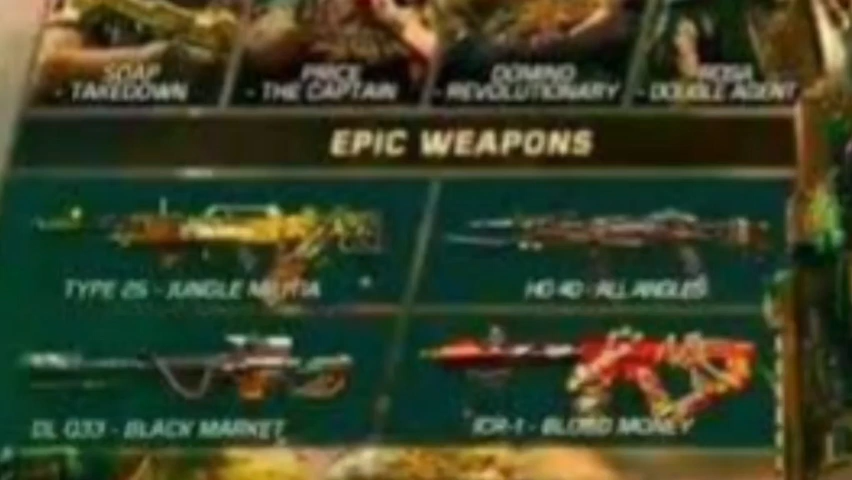 SOAP
- TAKEDOWN
PRICE
- THE CAPTAIN
DOMINO
- REVOLUTIONARY
ROSA
- DOUBLE AGENT
EPIC WEAPONS
TYPE 25 - JUNGLE MILITIA
HG 40 - ALL ANGLES
DL Q33 - BLACK MARKET
ICR-1 - BLOOD MONEY